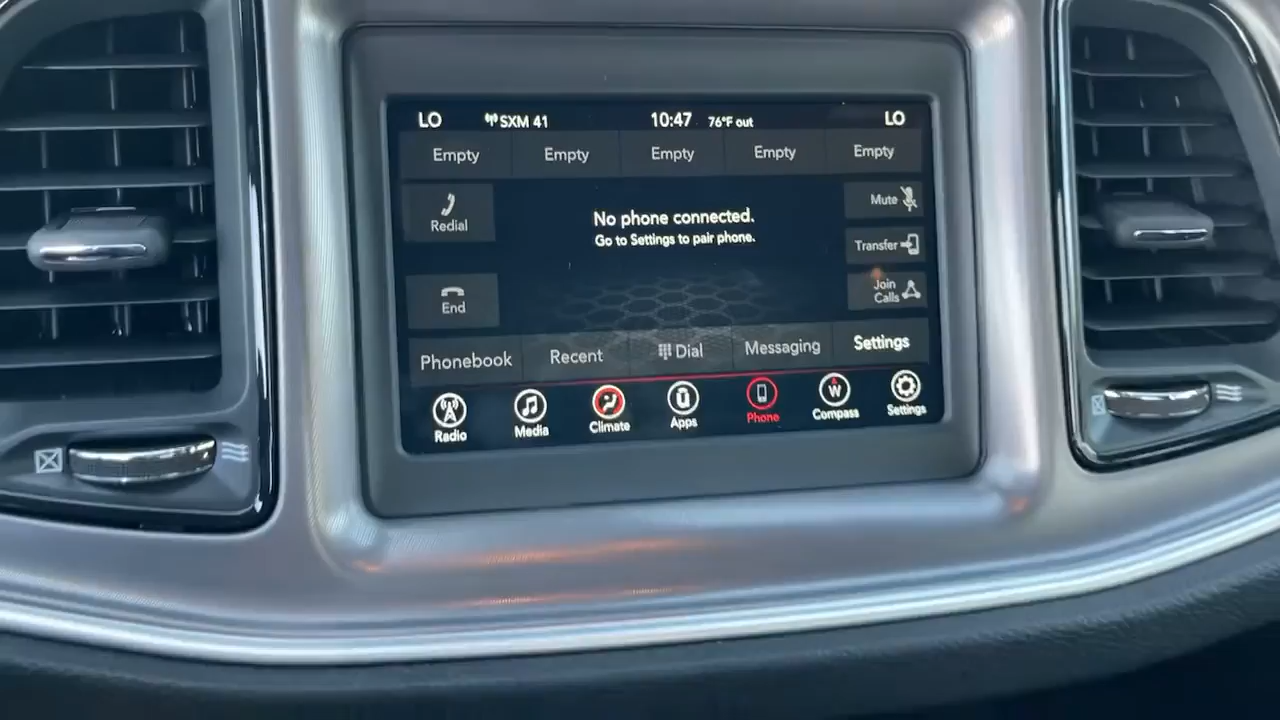 LO SXM 41 10:47 76°F out LO
Empty Empty Empty Empty Empty
Redial
No phone connected.
Go to Settings to pair phone.
End
Mute
Transfer
Join
Calls
Phonebook Recent Dial Messaging Settings
W
Radio Media Climate Apps Phone Compass Settings